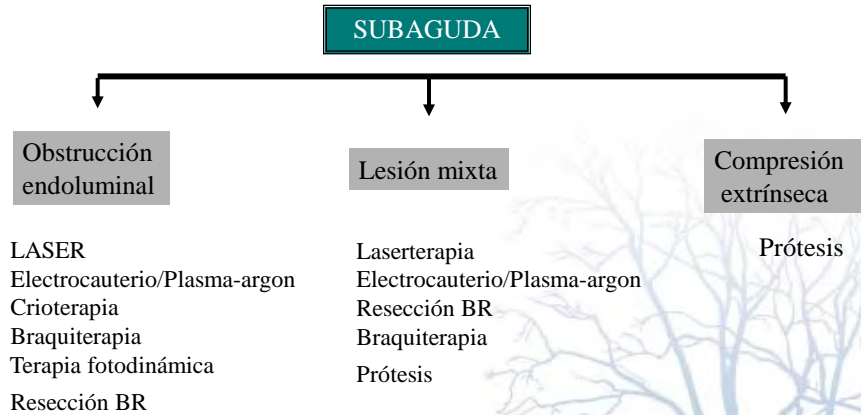 SUBAGUDA
Obstrucción
endoluminal
LASER
Electrocauterio/Plasma-argon
Crioterapia
Braquiterapia
Terapia fotodinámica
Resección BR
Lesión mixta
Laserterapia
Electrocauterio/Plasma-argon
Resección BR
Braquiterapia
Prótesis
Compresión
extrínseca
Prótesis